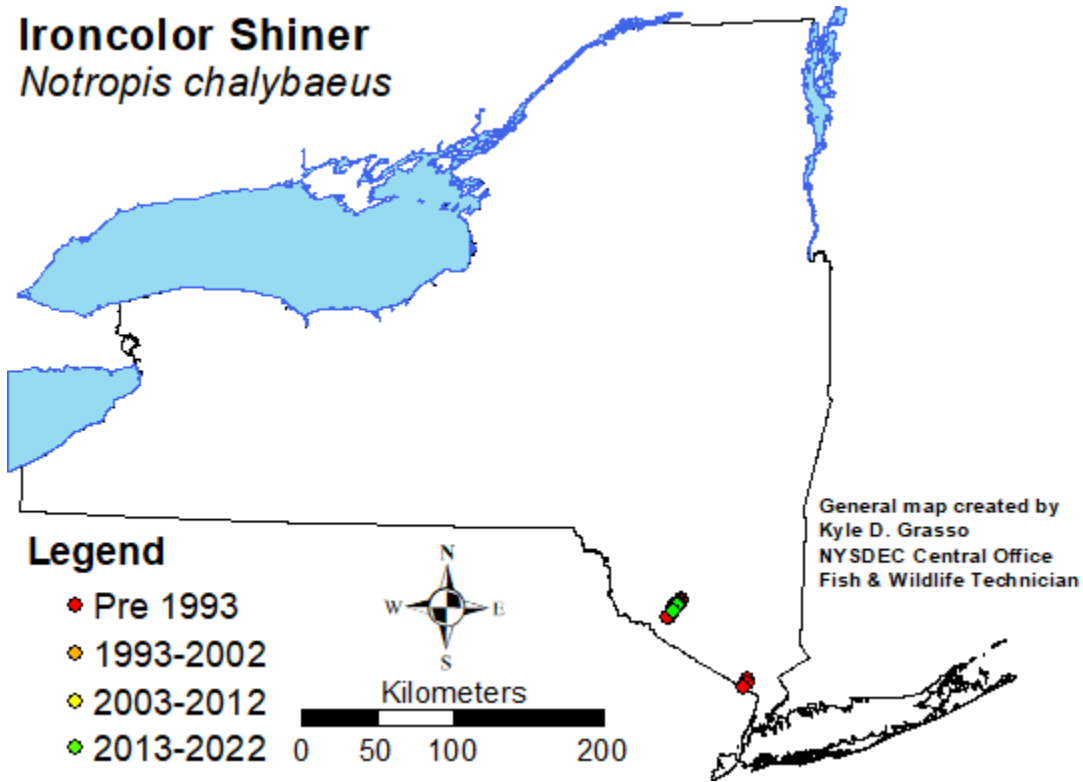 Ironcolor Shiner
Notropis chalybaeus
General map created by
Kyle D. Grasso
NYSDEC Central Office
Fish & Wildlife Technician
Legend
Pre 1993
1993-2002
2003-2012
2013-2022
N
W E
S
Kilometers
0 50 100 200